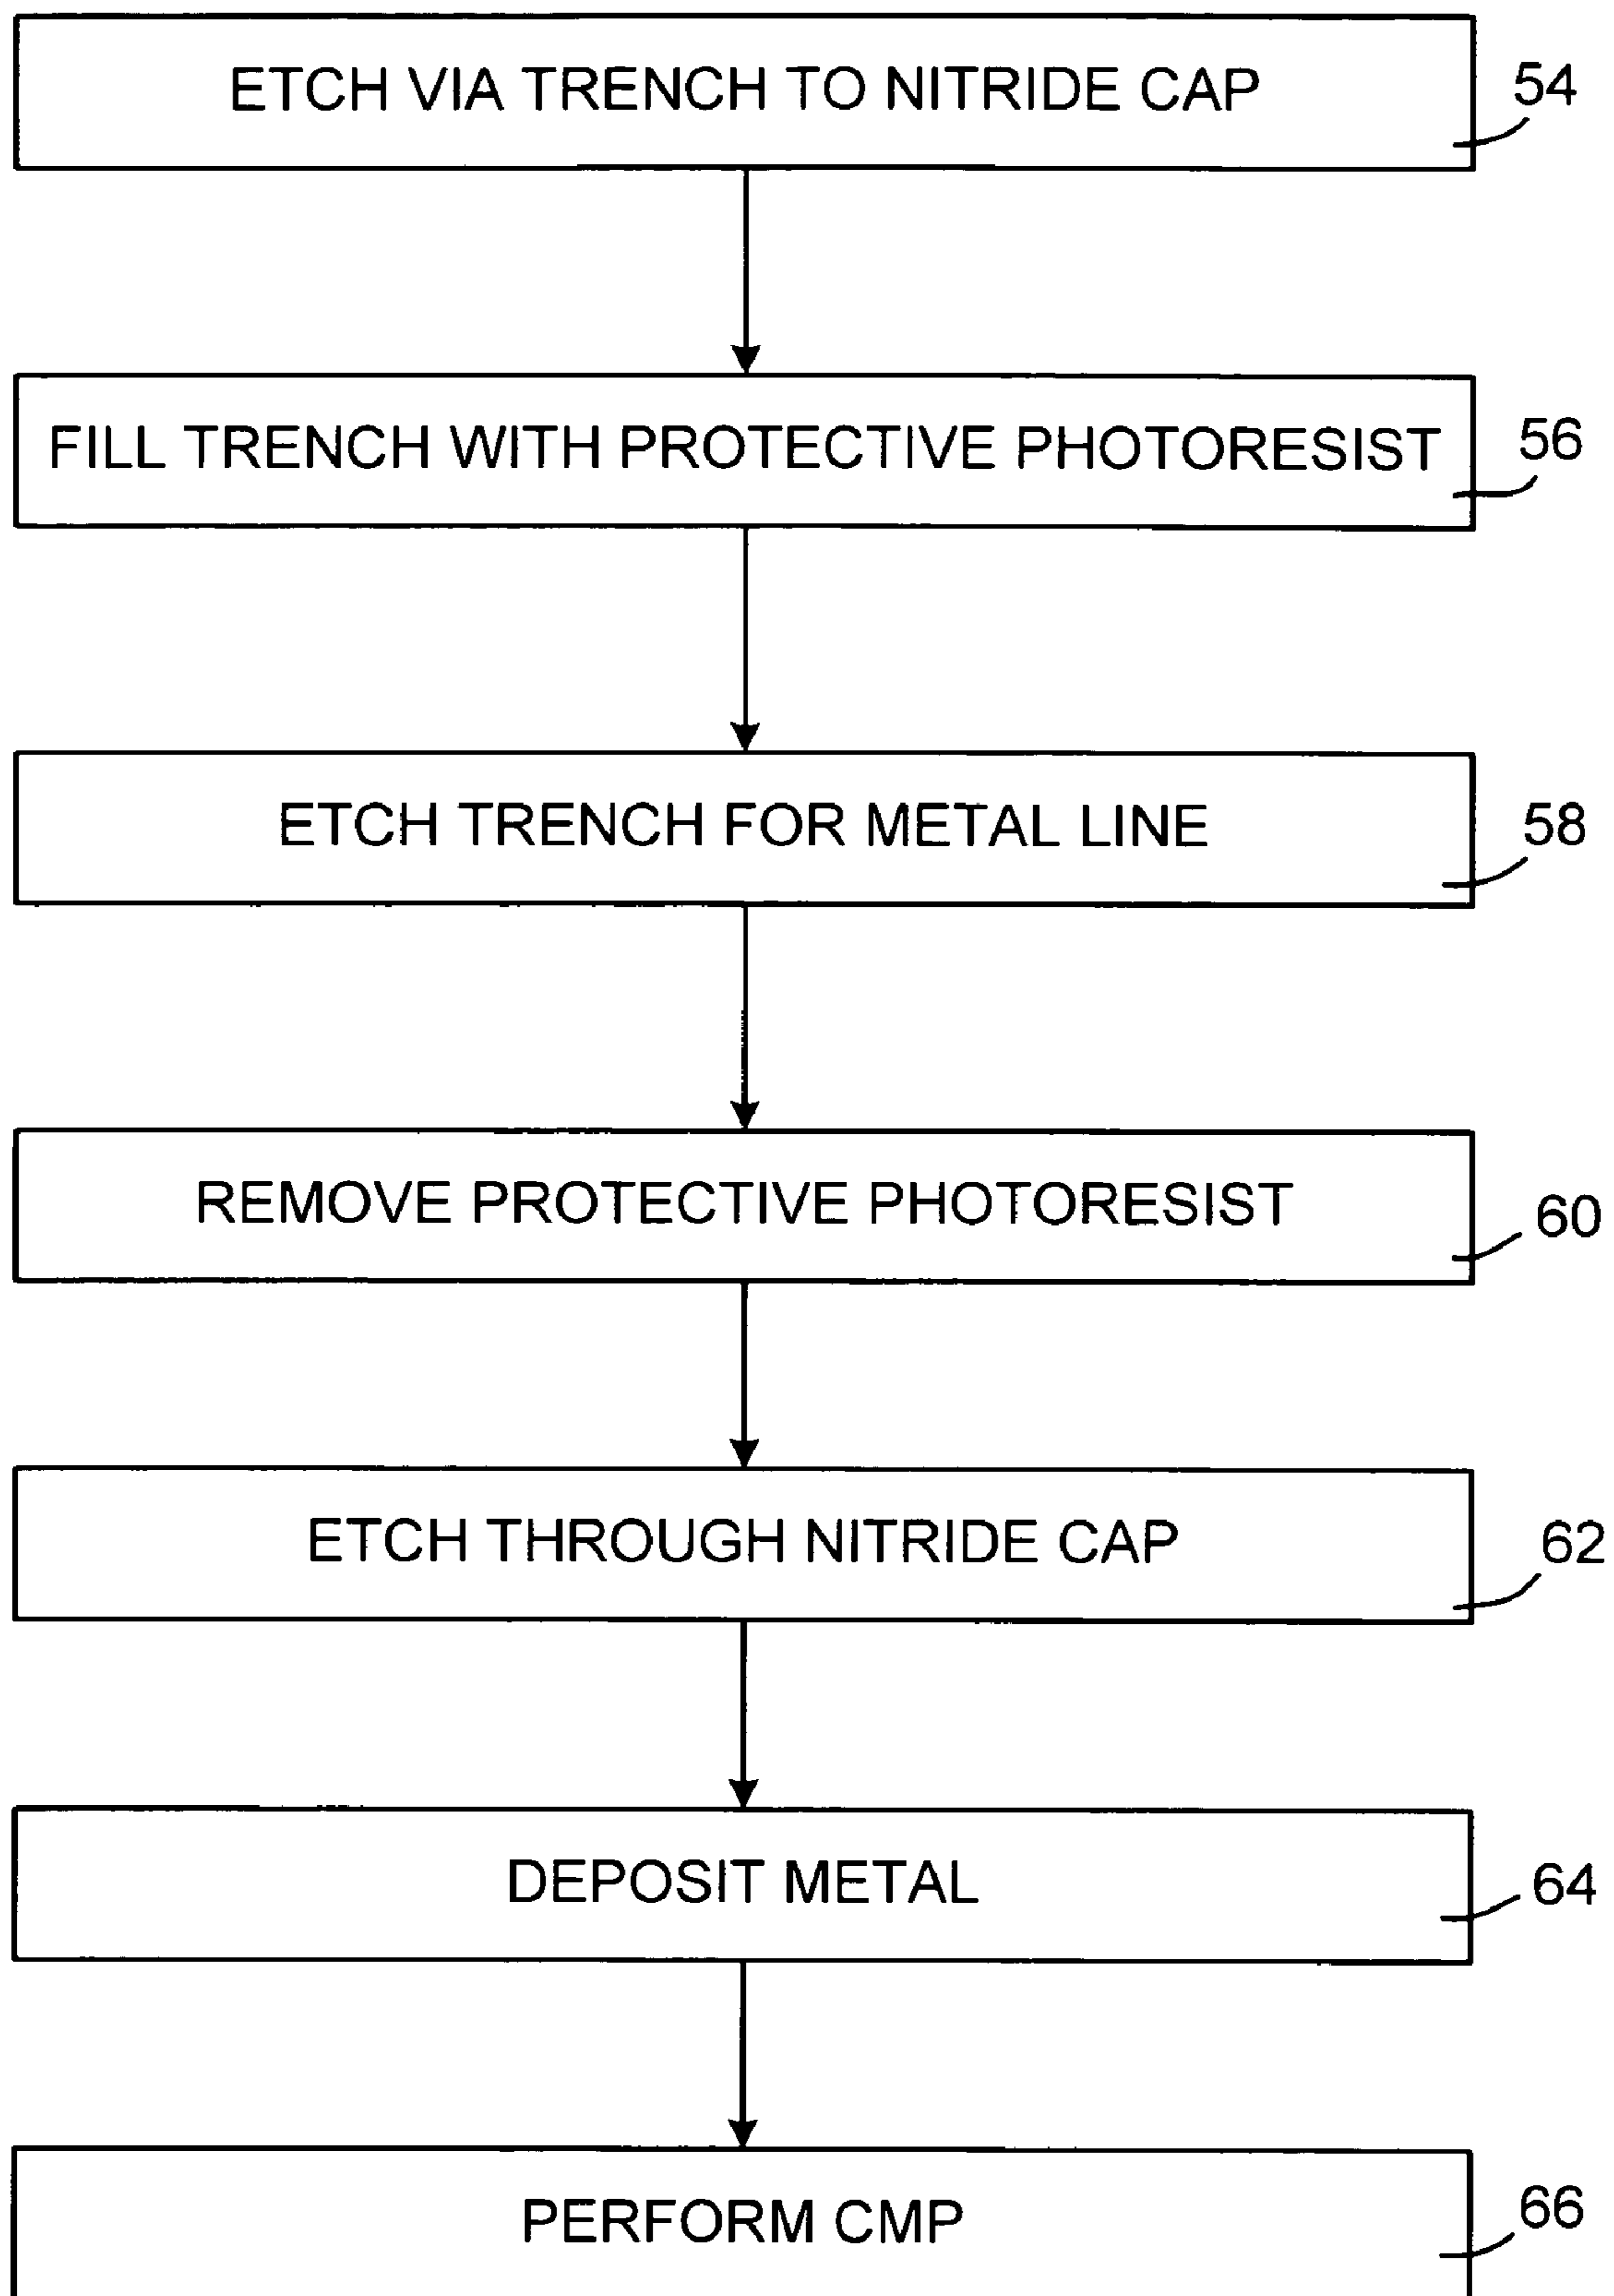 ETCH VIA TRENCH TO NITRIDE CAP
54
FILL TRENCH WITH PROTECTIVE PHOTORESIST
56
ETCH TRENCH FOR METAL LINE
58
REMOVE PROTECTIVE PHOTORESIST
60
ETCH THROUGH NITRIDE CAP
62
DEPOSIT METAL
64
PERFORM CMP
66